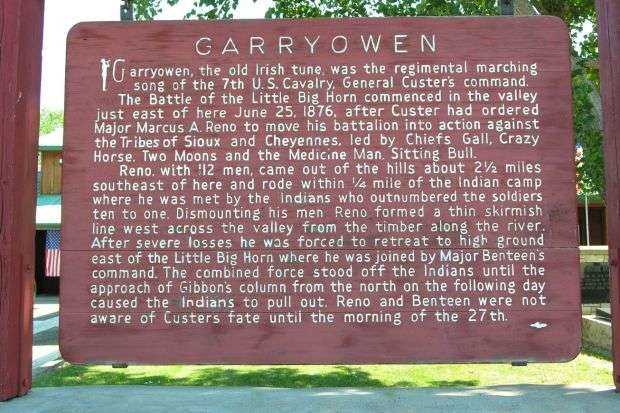 GARRYOWEN
Garryowen, the old Irish tune, was the regimental marching
song of the 7th U.S. Cavalry, General Custer's command.
The Battle of the Little Big Horn commenced in the valley
just east of here June 25, 1876, after Custer had ordered
Major Marcus A. Reno to move his battalion into action against
the Tribes of Sioux and Cheyennes, led by Chiefs Gall, Crazy
Horse, Two Moons and the Medicine Man, Sitting Bull.
Reno, with 112 men, came out of the hills about 2½ miles
southeast of here and rode within ¼ mile of the Indian camp
where he was met by the Indians who outnumbered the soldiers
ten to one. Dismounting his men Reno formed a thin skirmish
line west across the valley from the timber along the river.
After severe losses he was forced to retreat to high ground
east of the Little Big Horn where he was joined by Major Benteen's
command. The combined force stood off the Indians until the
approach of Gibbon's column from the north on the following day
caused the Indians to pull out. Reno and Benteen were not
aware of Custers fate until the morning of the 27th.